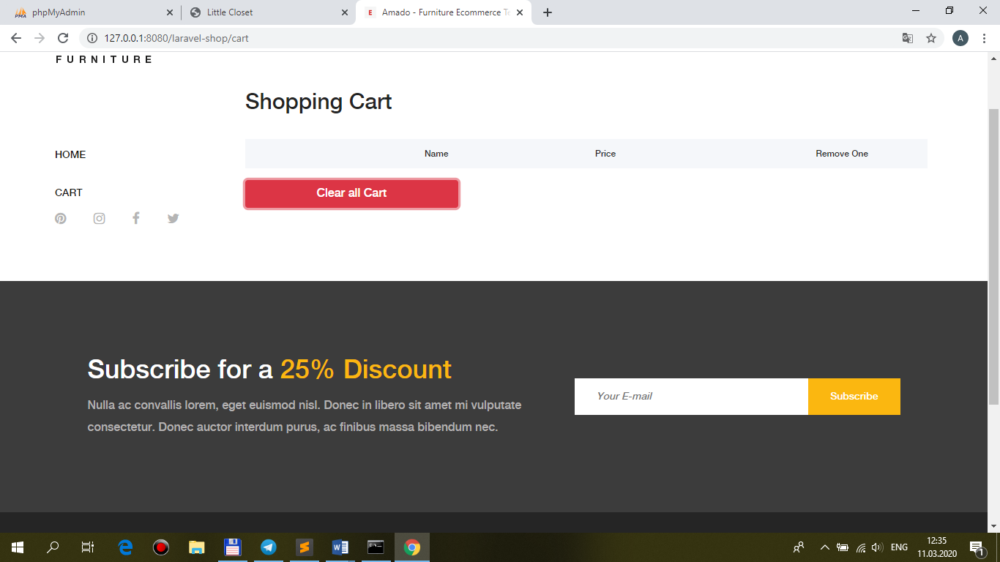 phpMyAdmin
Little Closet
Amado - Furniture Ecommerce Te
127.0.0.1:8080/laravel-shop/cart
A
FURNITURE
Shopping Cart
HOME
CART
Name Price Remove One
Clear all Cart
Subscribe for a 25% Discount
Nulla ac convallis lorem, eget euismod nisl. Donec in libero sit amet mi vulputate
consectetur. Donec auctor interdum purus, ac finibus massa bibendum nec.
Your E-mail
Subscribe
ENG
12:35
11.03.2020
1